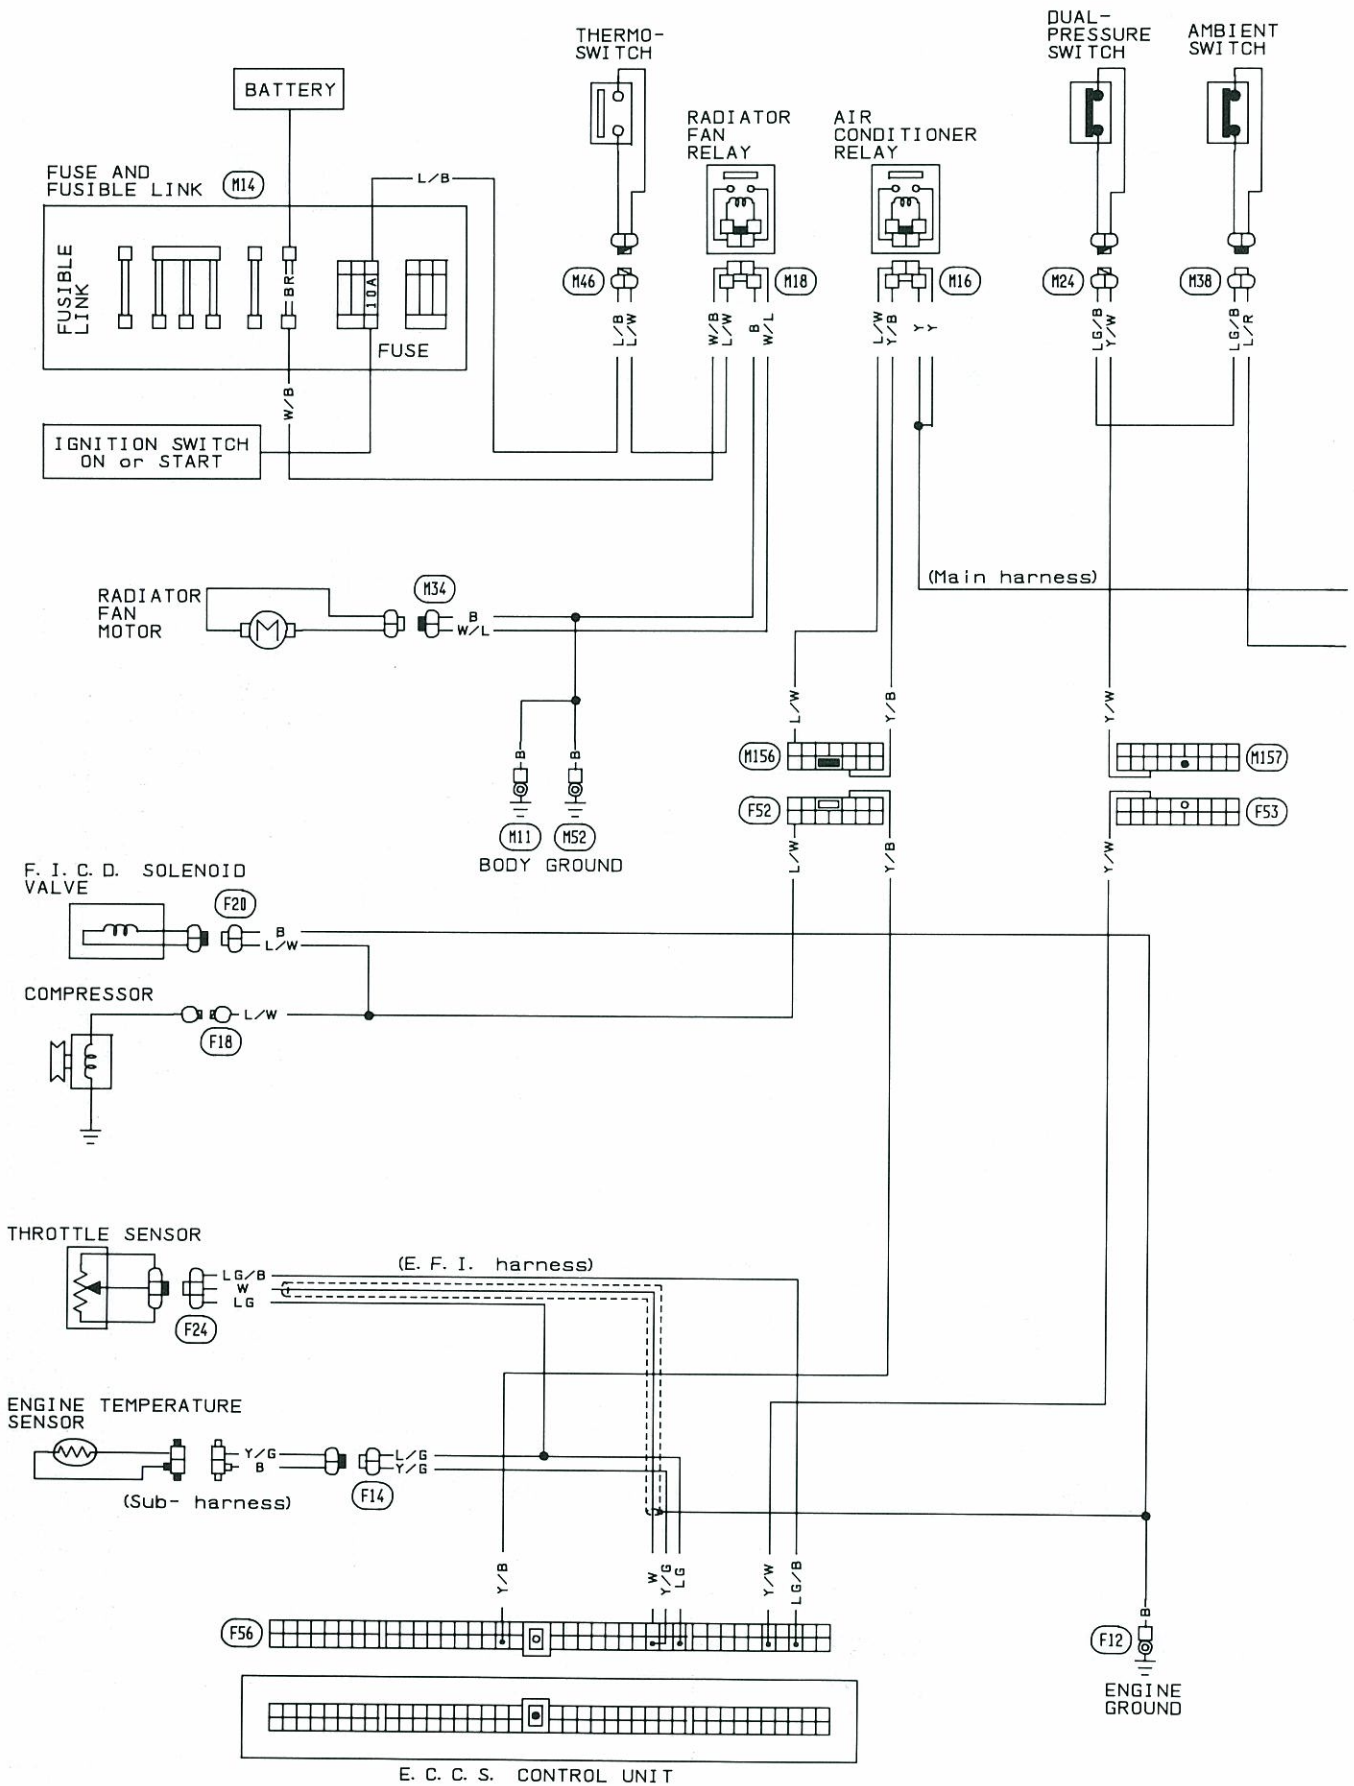 THERMO-
SWITCH
DUAL-
PRESSURE
SWITCH
AMBIENT
SWITCH
BATTERY
RADIATOR
FAN
RELAY
AIR
CONDITIONER
RELAY
FUSE AND
FUSIBLE LINK
M14
L/B
FUSIBLE
LINK
BR
10A
FUSE
M46
M18
M16
M24
M38
L/B
L/W
W/B
L/W
B
W/L
L/W
Y/B
Y
Y
LG/B
Y/W
LG/B
L/R
W/B
IGNITION SWITCH
ON or START
(Main harness)
RADIATOR
FAN
MOTOR
M
M34
B
W/L
L/W
Y/B
Y/W
B
B
M156
M157
F52
F53
M11
M52
BODY GROUND
L/W
Y/B
Y/W
F. I. C. D. SOLENOID
VALVE
F20
B
L/W
COMPRESSOR
L/W
F18
THROTTLE SENSOR
(E. F. I. harness)
LG/B
W
LG
F24
ENGINE TEMPERATURE
SENSOR
Y/G
B
L/G
Y/G
(Sub- harness)
F14
Y/B
W
Y/G
LG
Y/W
LG/B
B
F56
F12
ENGINE
GROUND
E. C. C. S. CONTROL UNIT